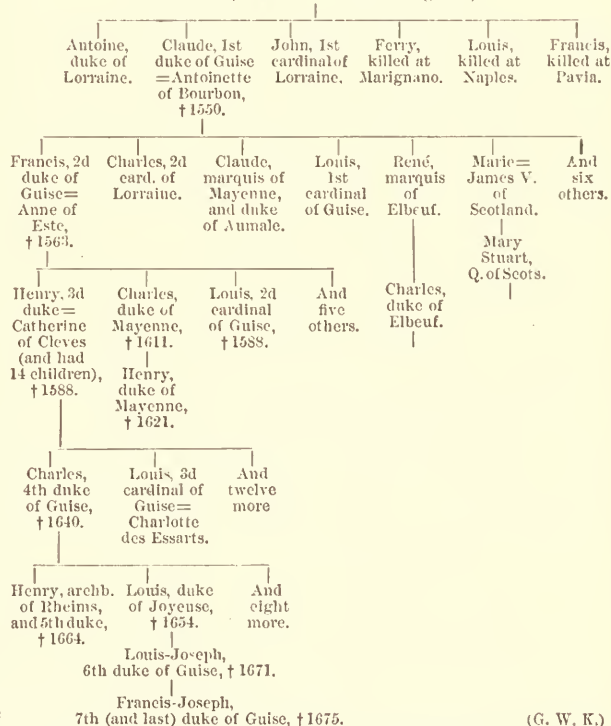 Antoine, duke of Lorraine.
Claude, 1st duke of Guise =Antoinette of Bourbon, †1550.
John, 1st cardinal of Lorraine.
Ferry, killed at Marignano.
Louis, killed at Naples.
Francis, killed at Pavia.
Francis, 2d duke of Guise= Anne of Este, †1563.
Charles, 2d card. of Lorraine.
Claude, marquis of Mayenne, and duke of Aumale.
Louis, 1st cardinal of Guise.
René, marquis of Elbeuf.
Marie= James V. of Scotland.
And six others.
Mary Stuart, Q. of Scots.
Charles, duke of Elbeuf.
Henry, 3d duke= Catherine of Cleves (and had 14 children), †1588.
Charles, duke of Mayenne, †1611.
Louis, 2d cardinal of Guise, †1588.
And five others.
Henry, duke of Mayenne, †1621.
Charles, 4th duke of Guise, †1640.
Louis, 3d cardinal of Guise= Charlotte des Essarts.
And twelve more
Henry, archb. of Rheims, and 5th duke, †1664.
Louis, duke of Joyeuse, †1654.
And eight more.
Louis-Joseph, 6th duke of Guise, †1671.
Francis-Joseph,
7th (and last) duke of Guise, †1675. (G. W. K.)